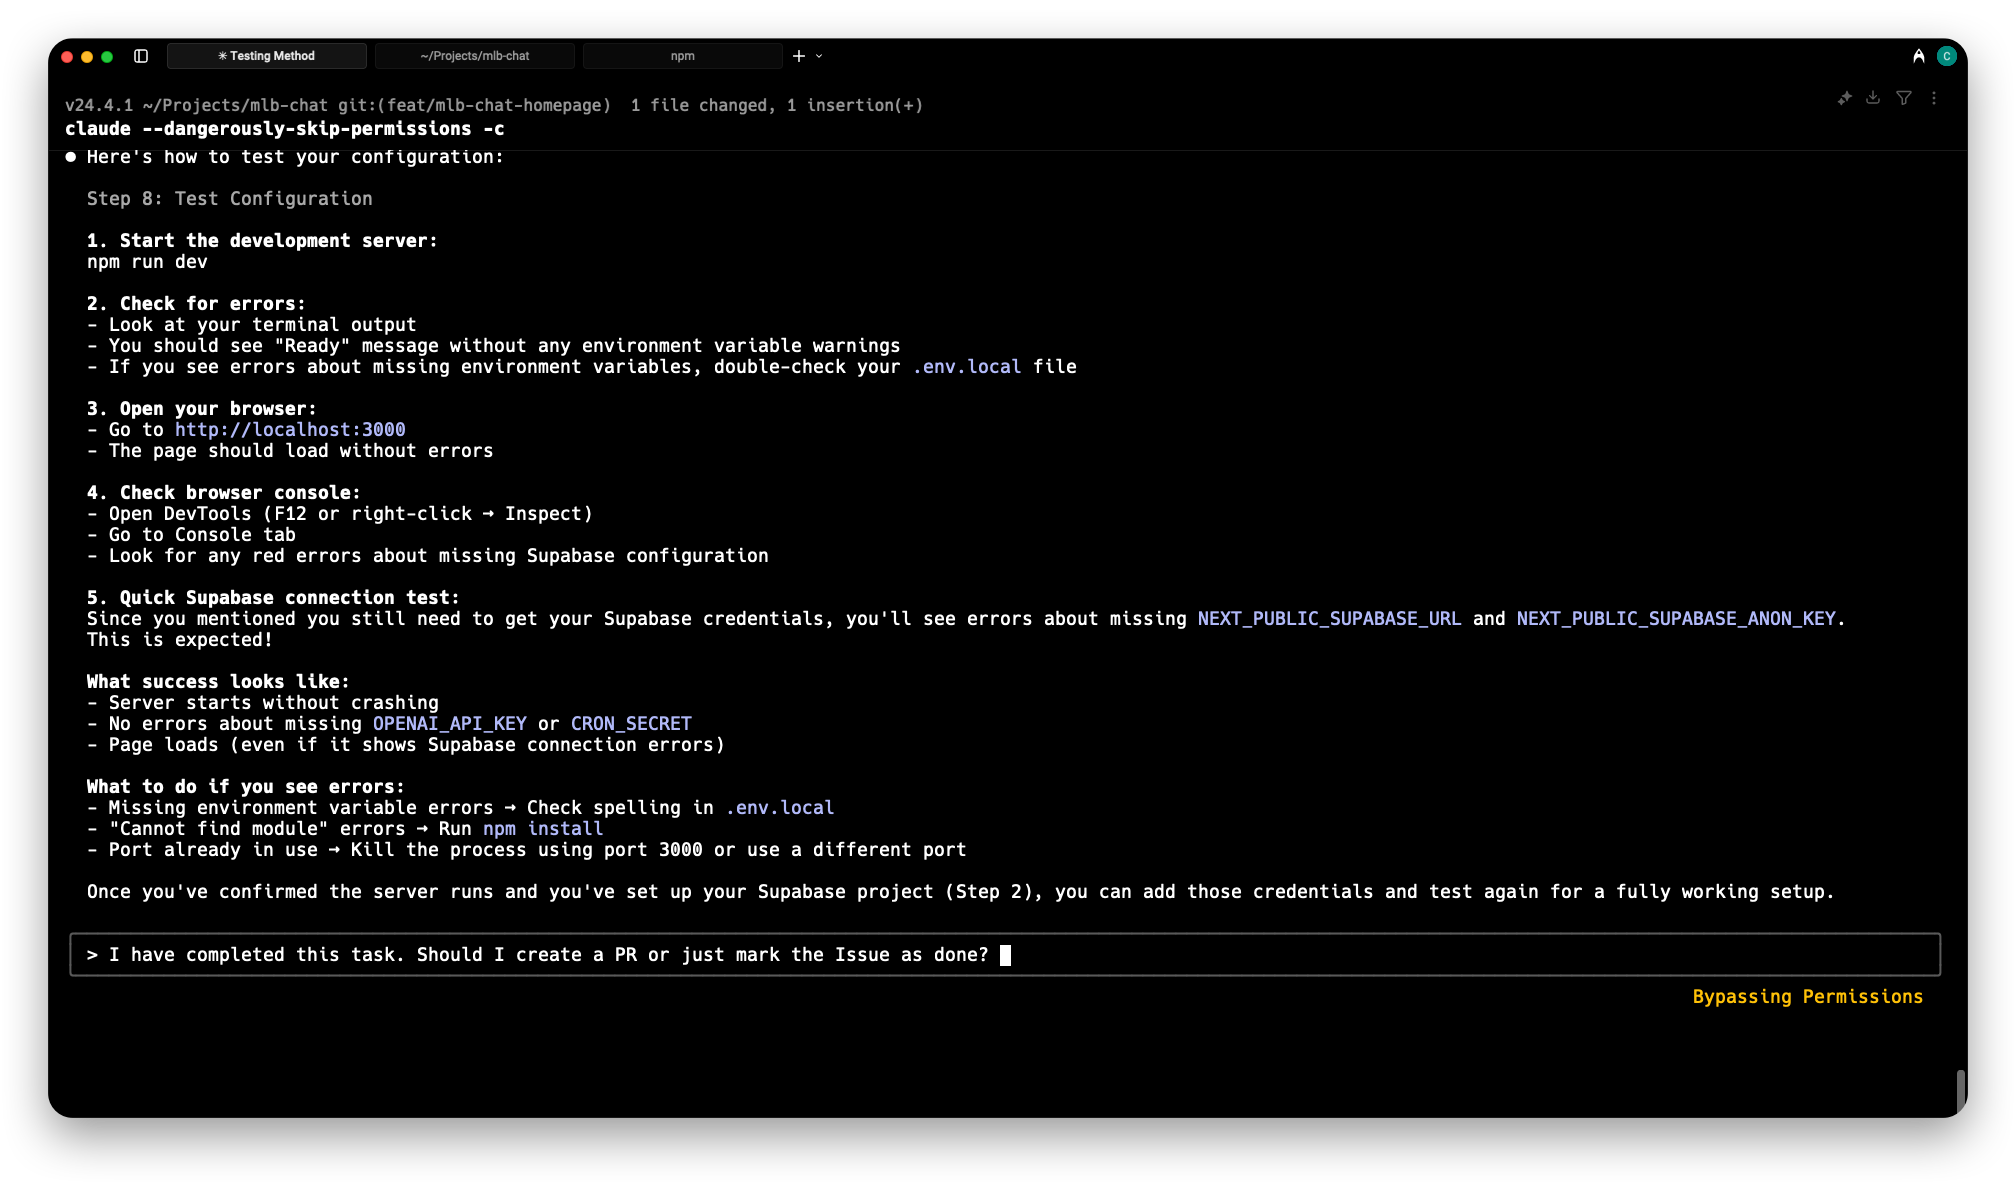 ✳ Testing Method
~/Projects/mlb-chat
npm
C
v24.4.1 ~/Projects/mlb-chat git:(feat/mlb-chat-homepage)  1 file changed, 1 insertion(+)
claude --dangerously-skip-permissions -c
● Here's how to test your configuration:
Step 8: Test Configuration
1. Start the development server:
npm run dev
2. Check for errors:
- Look at your terminal output
- You should see "Ready" message without any environment variable warnings
- If you see errors about missing environment variables, double-check your .env.local file
3. Open your browser:
- Go to http://localhost:3000
- The page should load without errors
4. Check browser console:
- Open DevTools (F12 or right-click → Inspect)
- Go to Console tab
- Look for any red errors about missing Supabase configuration
5. Quick Supabase connection test:
Since you mentioned you still need to get your Supabase credentials, you'll see errors about missing NEXT_PUBLIC_SUPABASE_URL and NEXT_PUBLIC_SUPABASE_ANON_KEY.
This is expected!
What success looks like:
- Server starts without crashing
- No errors about missing OPENAI_API_KEY or CRON_SECRET
- Page loads (even if it shows Supabase connection errors)
What to do if you see errors:
- Missing environment variable errors → Check spelling in .env.local
- "Cannot find module" errors → Run npm install
- Port already in use → Kill the process using port 3000 or use a different port
Once you've confirmed the server runs and you've set up your Supabase project (Step 2), you can add those credentials and test again for a fully working setup.
> I have completed this task. Should I create a PR or just mark the Issue as done?
Bypassing Permissions